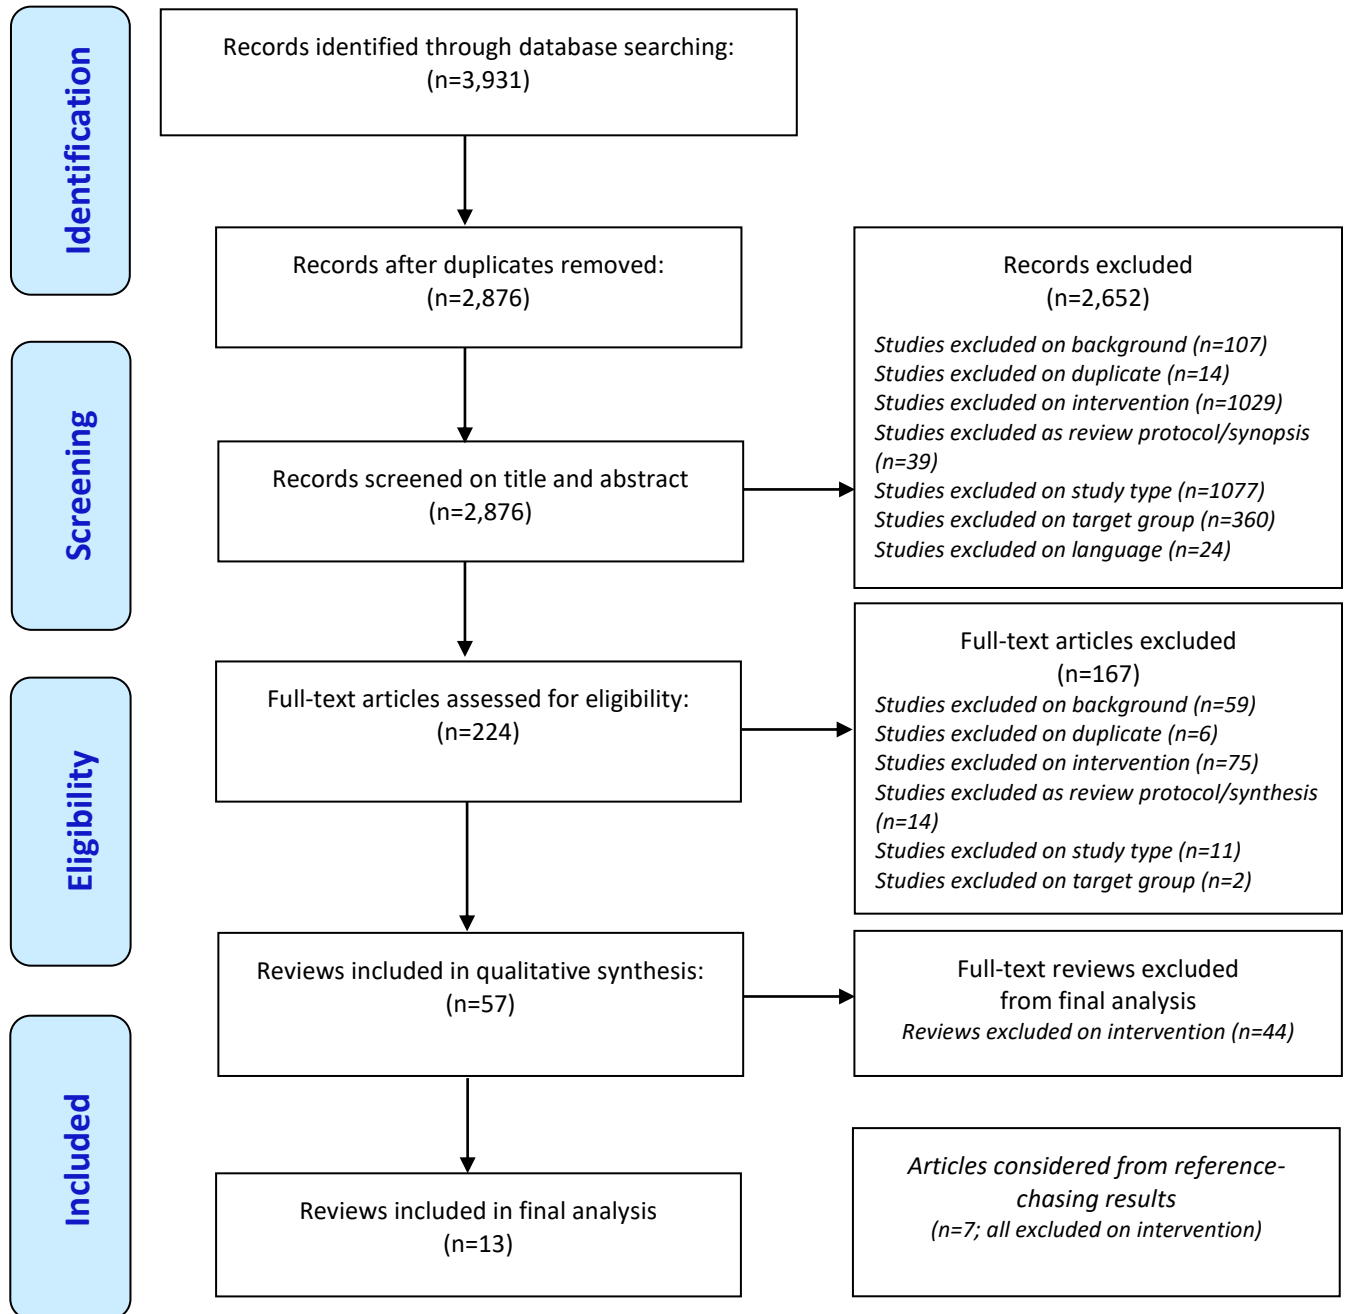 Identification
Records identified through database searching:
(n=3,931)
Records after duplicates removed:
(n=2,876)
Records excluded
(n=2,652)
Studies excluded on background (n=107)
Studies excluded on duplicate (n=14)
Studies excluded on intervention (n=1029)
Studies excluded as review protocol/synopsis
(n=39)
Studies excluded on study type (n=1077)
Studies excluded on target group (n=360)
Studies excluded on language (n=24)
Screening
Records screened on title and abstract
(n=2,876)
Full-text articles assessed for eligibility:
(n=224)
Full-text articles excluded
(n=167)
Studies excluded on background (n=59)
Studies excluded on duplicate (n=6)
Studies excluded on intervention (n=75)
Studies excluded as review protocol/synthesis
(n=14)
Studies excluded on study type (n=11)
Studies excluded on target group (n=2)
Eligibility
Reviews included in qualitative synthesis:
(n=57)
Full-text reviews excluded
from final analysis
Reviews excluded on intervention (n=44)
Included
Reviews included in final analysis
(n=13)
Articles considered from reference-
chasing results
(n=7; all excluded on intervention)